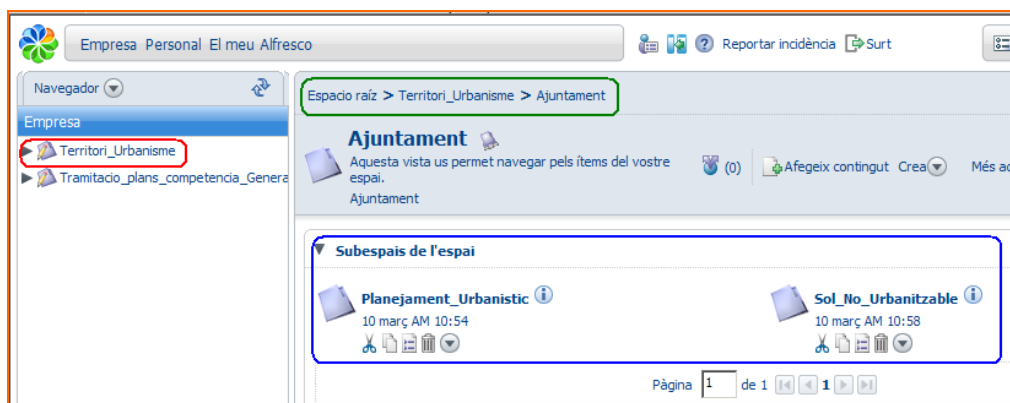 Empresa Personal El meu Alfresco
Reportar incidència Surt
Navegador
Empresa
Territori_Urbanisme
Tramitacio_plans_competencia_Genera
Espacio raíz > Territori_Urbanisme > Ajuntament
Ajuntament
Aquesta vista us permet navegar pels ítems del vostre
espai.
Ajuntament
(0) Afegeix contingut Crea Més ac
Subespais de l'espai
Planejament_Urbanistic
10 març AM 10:54
Sol_No_Urbanitzable
10 març AM 10:58
Pàgina 1 de 1 1